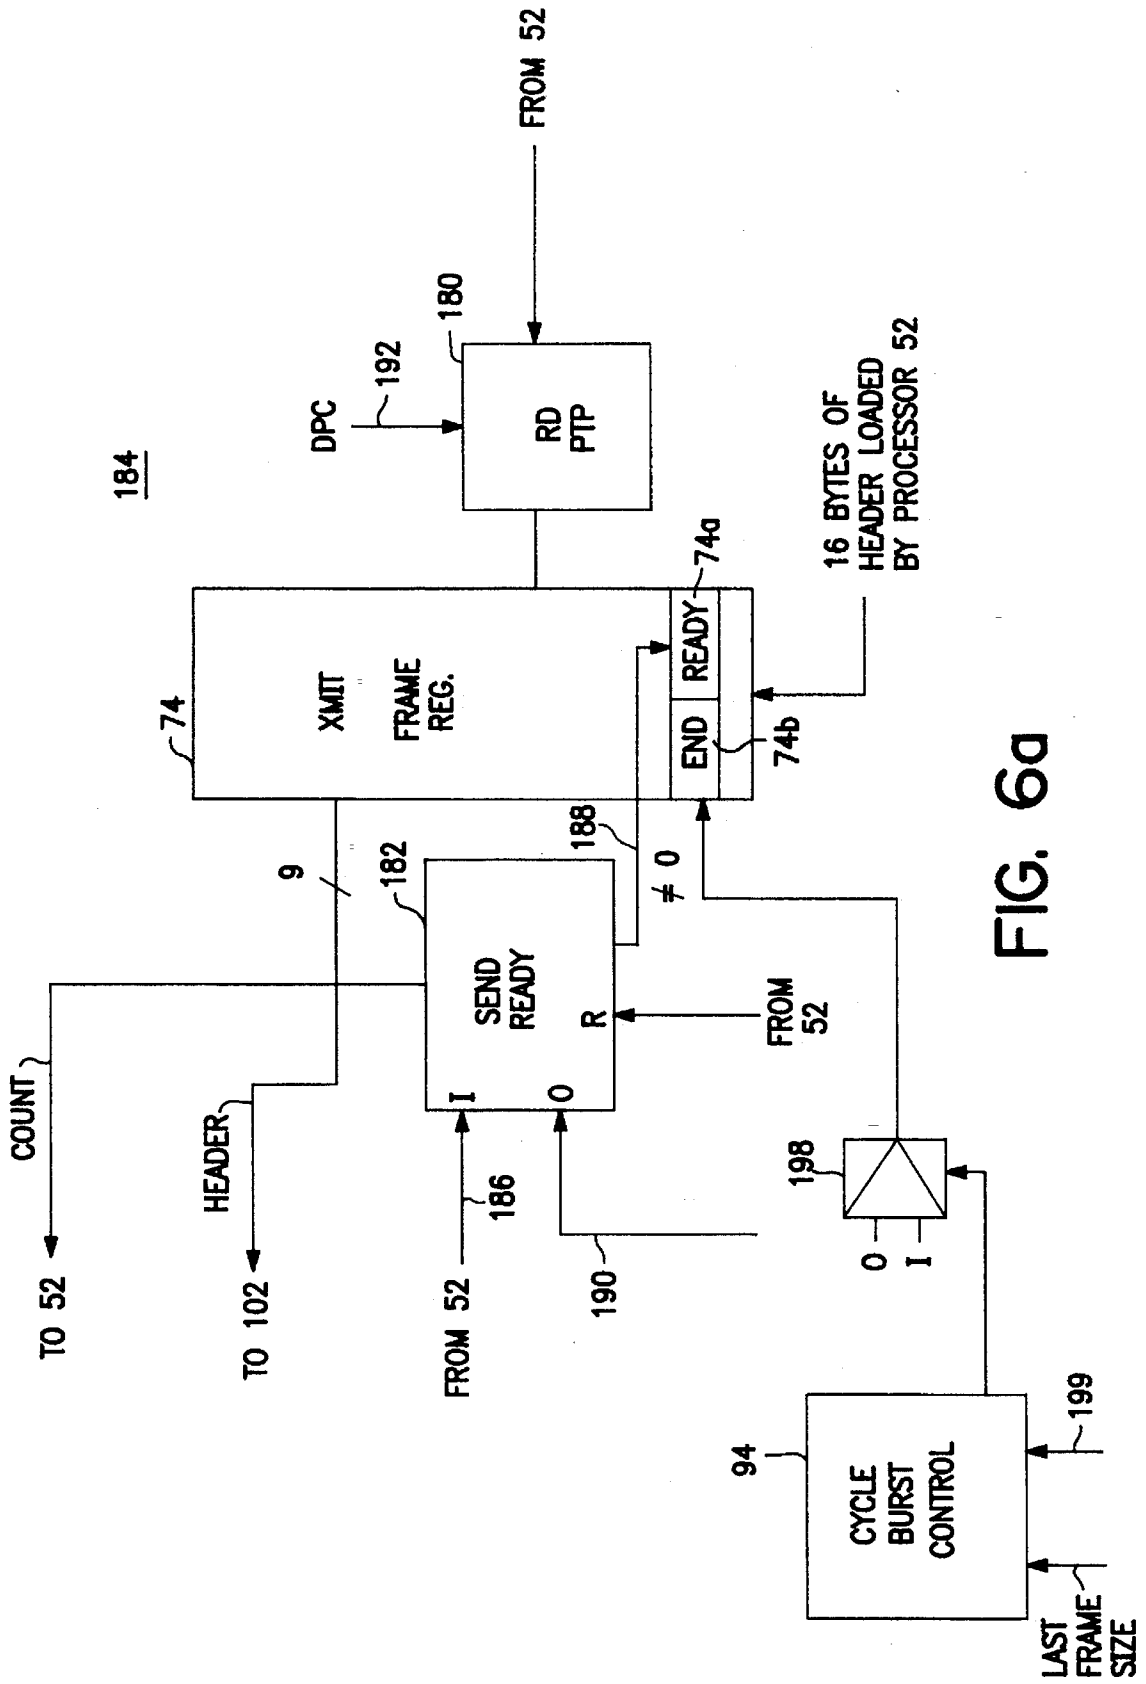 184
COUNT
TO 52
HEADER
TO 102
9
74
XMIT
FRAME
REG.
END
READY
74a
74b
DPC
192
180
RD
PTP
FROM 52
16 BYTES OF
HEADER LOADED
BY PROCESSOR 52
182
SEND
READY
I
O
R
FROM 52
186
190
188
≠ 0
FROM
52
198
O
I
94
CYCLE
BURST
CONTROL
LAST
FRAME
SIZE
199
FIG. 6a